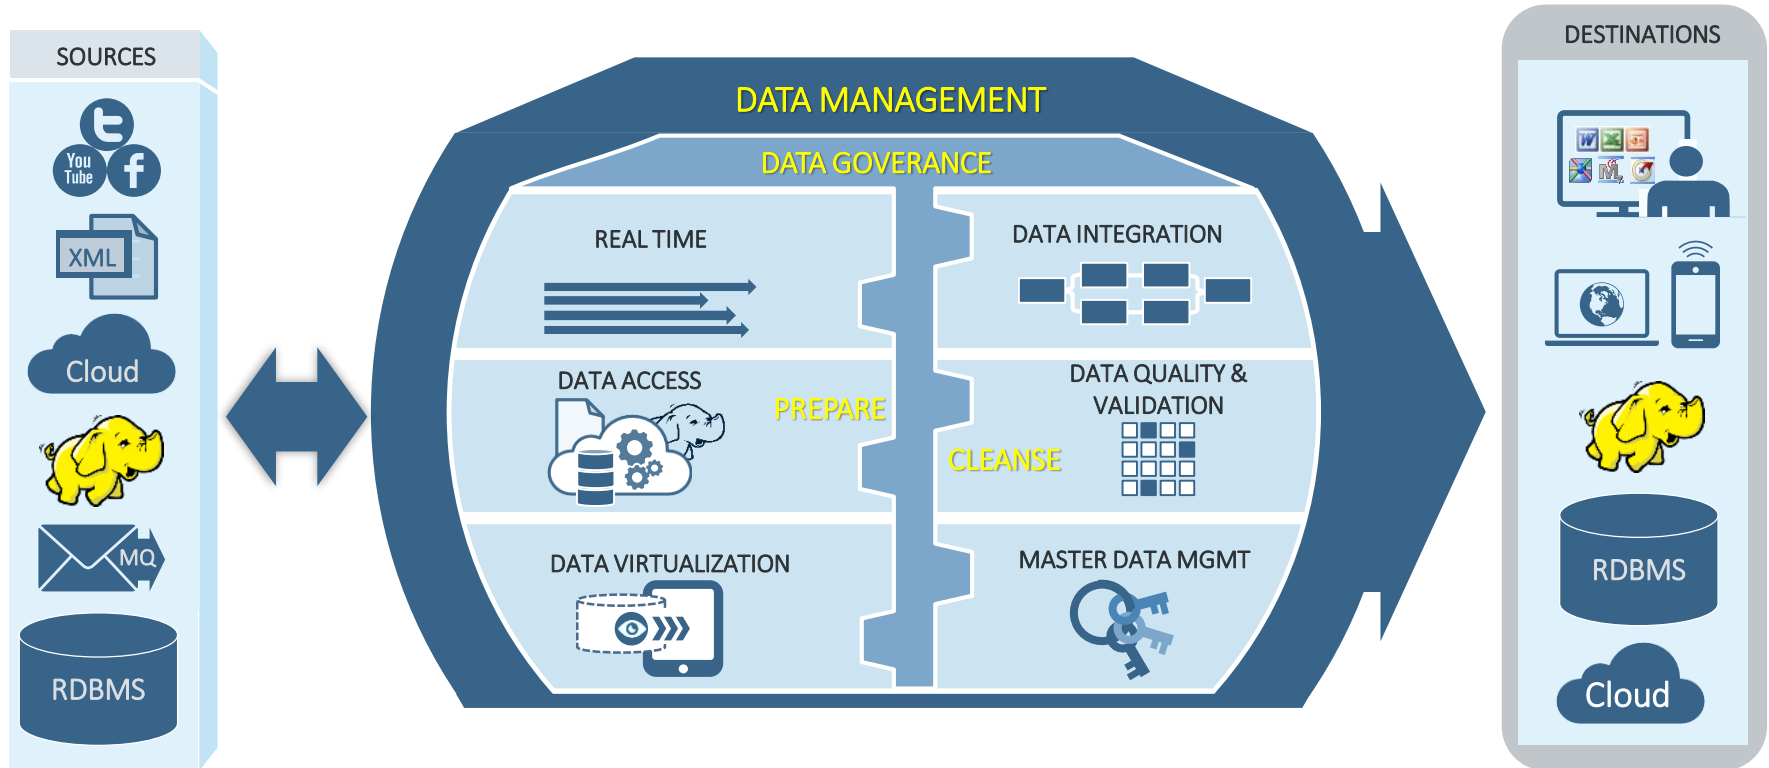 SOURCES
You
Tube
XML
Cloud
MQ
RDBMS
DATA MANAGEMENT
DATA GOVERANCE
REAL TIME
DATA INTEGRATION
DATA ACCESS
PREPARE
DATA QUALITY &
VALIDATION
CLEANSE
DATA VIRTUALIZATION
MASTER DATA MGMT
DESTINATIONS
RDBMS
Cloud